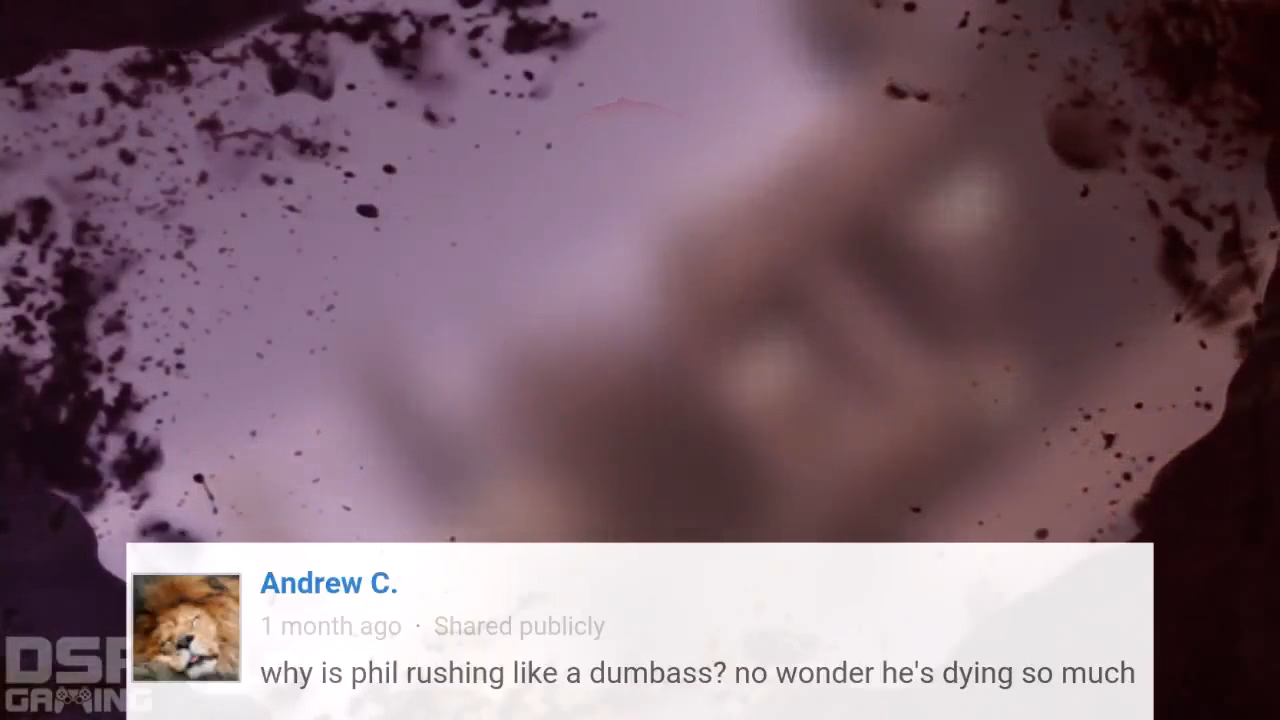 Andrew C.
1 month ago · Shared publicly
why is phil rushing like a dumbass? no wonder he's dying so much
DSP
GAMING